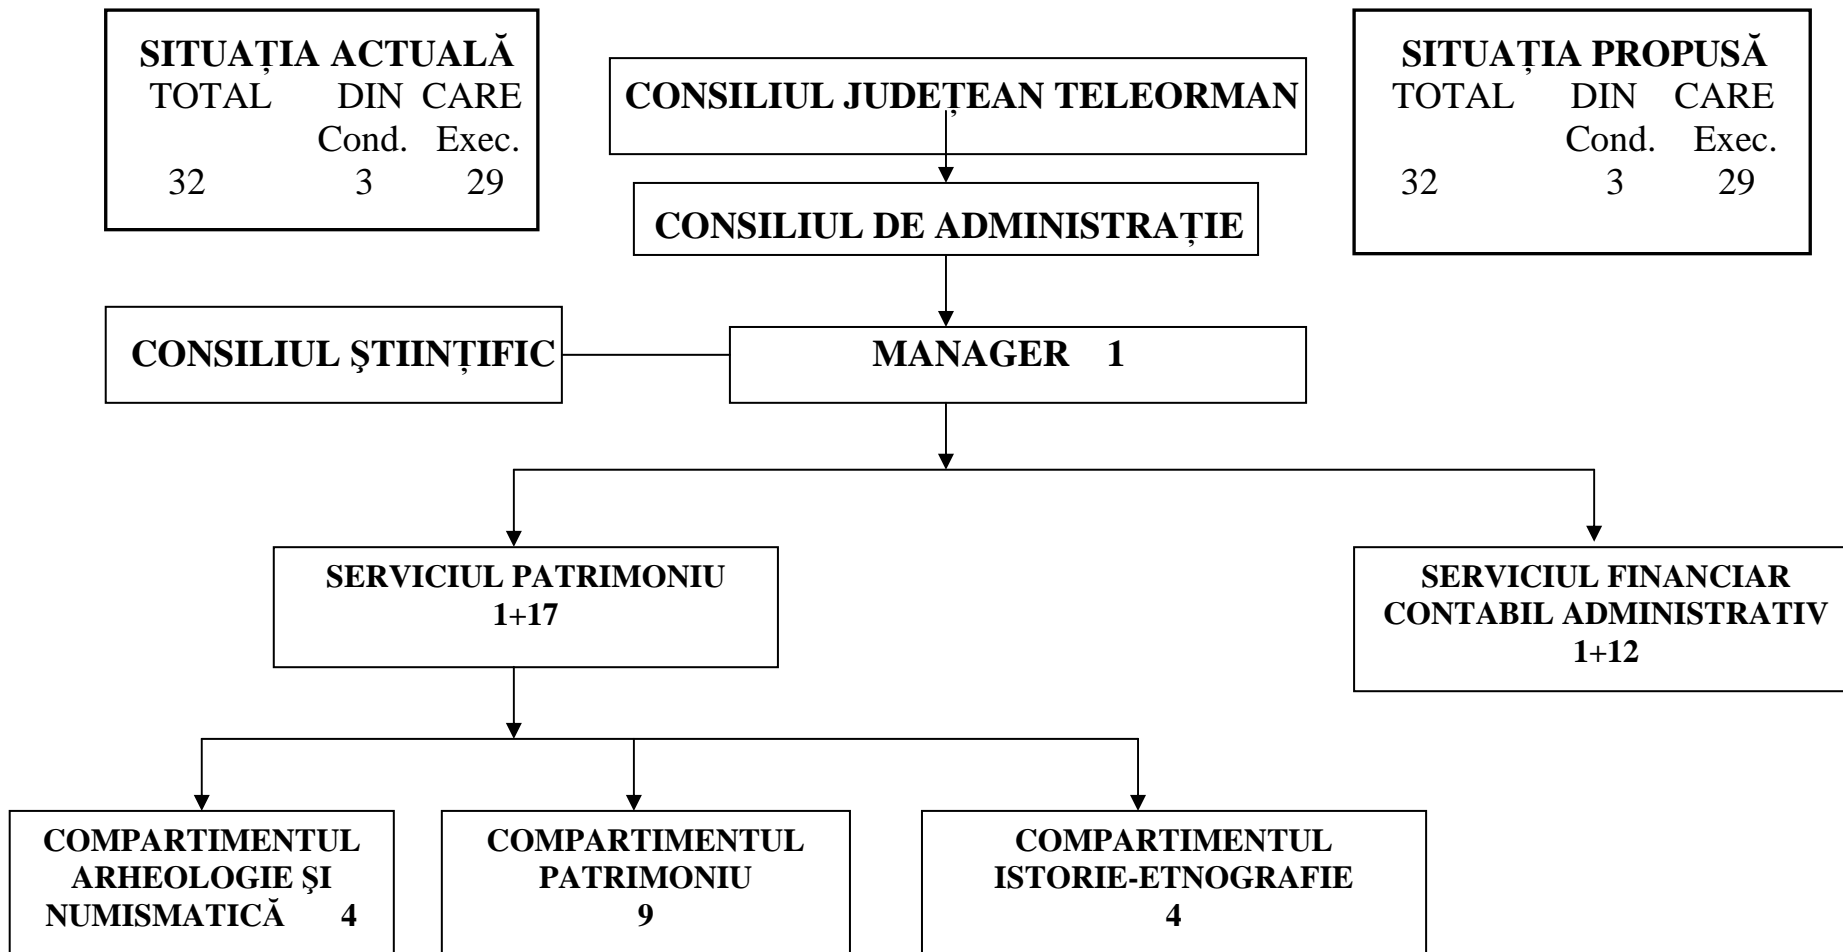 SITUAȚIA ACTUALĂ
TOTAL DIN CARE
Cond. Exec.
32 3 29
CONSILIUL JUDEȚEAN TELEORMAN
SITUAȚIA PROPUSĂ
TOTAL DIN CARE
Cond. Exec.
32 3 29
CONSILIUL DE ADMINISTRAȚIE
CONSILIUL ŞTIINȚIFIC
MANAGER 1
SERVICIUL PATRIMONIU
1+17
SERVICIUL FINANCIAR
CONTABIL ADMINISTRATIV
1+12
COMPARTIMENTUL
ARHEOLOGIE ŞI
NUMISMATICĂ 4
COMPARTIMENTUL
PATRIMONIU
9
COMPARTIMENTUL
ISTORIE-ETNOGRAFIE
4